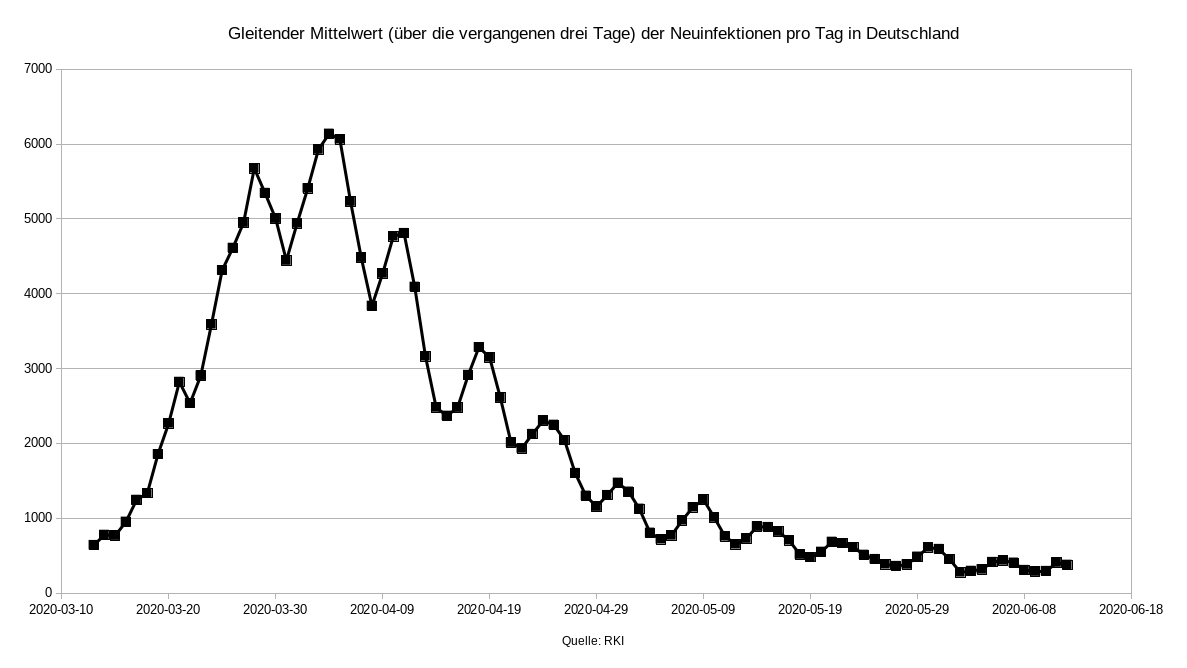 Gleitender Mittelwert (über die vergangenen drei Tage) der Neuinfektionen pro Tag in Deutschland
7000
6000
5000
4000
3000
2000
1000
0
2020-03-10 2020-03-20 2020-03-30 2020-04-09 2020-04-19 2020-04-29 2020-05-09 2020-05-19 2020-05-29 2020-06-08 2020-06-18
Quelle: RKI